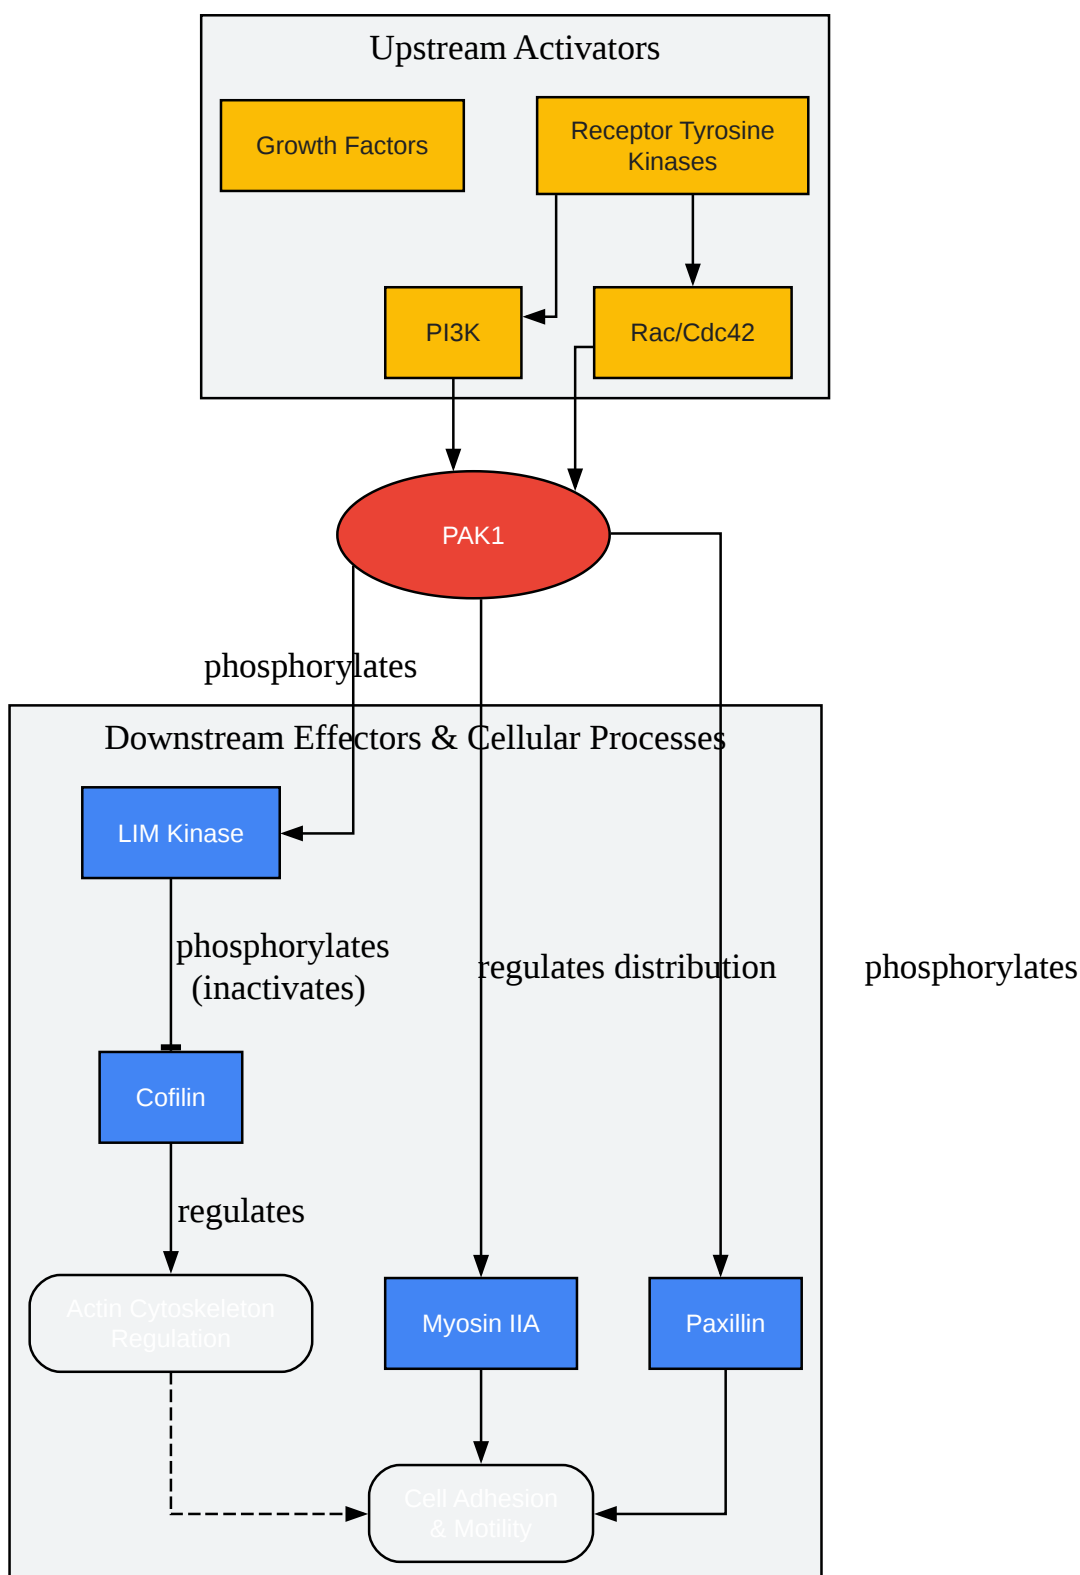 Upstream Activators
Growth Factors
Receptor Tyrosine
Kinases
PI3K
Rac/Cdc42
PAK1
phosphorylates
Downstream Effectors & Cellular Processes
LIM Kinase
phosphorylates
(inactivates)
regulates distribution
phosphorylates
Cofilin
regulates
Actin Cytoskeleton
Regulation
Myosin IIA
Paxillin
Cell Adhesion
& Motility